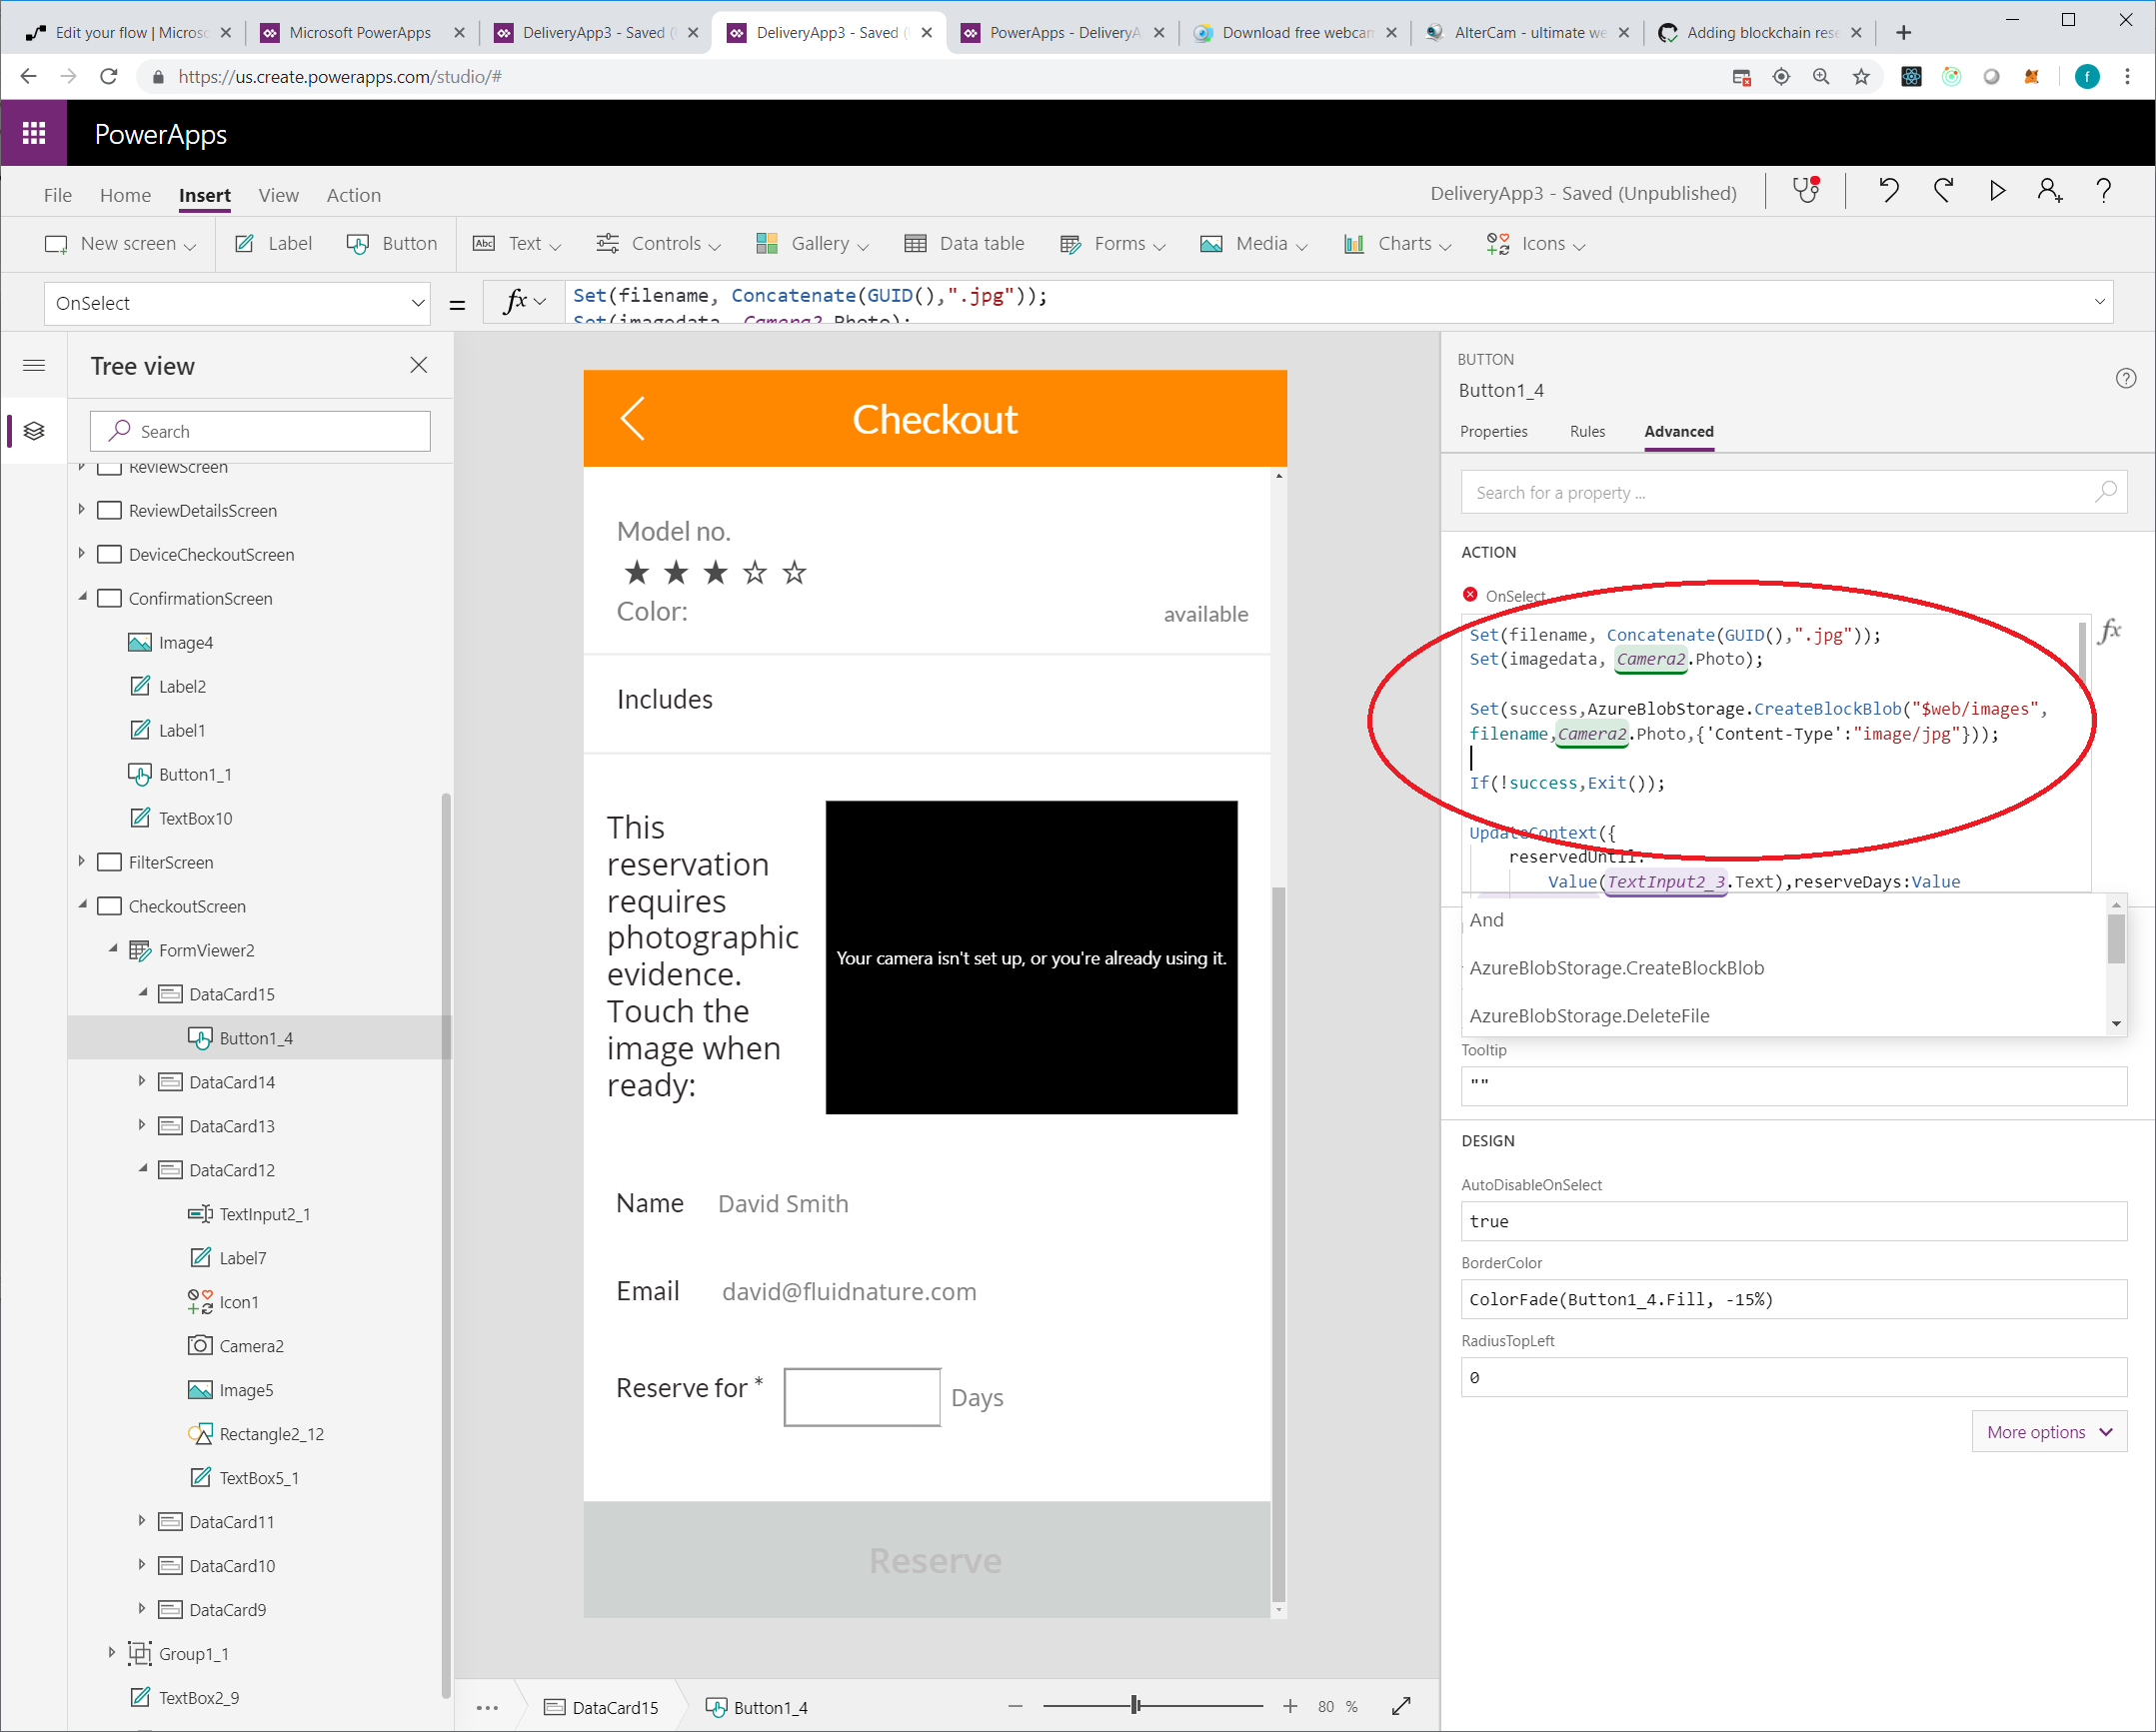 Edit your flow | Microso
Microsoft PowerApps
DeliveryApp3 - Saved (
DeliveryApp3 - Saved (
PowerApps - DeliveryA
Download free webcam
AlterCam - ultimate we
Adding blockchain rese
https://us.create.powerapps.com/studio/#
f
PowerApps
File Home Insert View Action
DeliveryApp3 - Saved (Unpublished)
New screen Label Button Text Controls Gallery Data table Forms Media Charts Icons
OnSelect = fx Set(filename, Concatenate(GUID(),".jpg"));
Set(imagedata, Camera2.Photo);
Tree view
Search
ReviewScreen
ReviewDetailsScreen
DeviceCheckoutScreen
ConfirmationScreen
Image4
Label2
Label1
Button1_1
TextBox10
FilterScreen
CheckoutScreen
FormViewer2
DataCard15
Button1_4
DataCard14
DataCard13
DataCard12
TextInput2_1
Label7
Icon1
Camera2
Image5
Rectangle2_12
TextBox5_1
DataCard11
DataCard10
DataCard9
Group1_1
TextBox2_9
Checkout
Model no.
Color:
available
Includes
This
reservation
requires
photographic
evidence.
Touch the
image when
ready:
Your camera isn't set up, or you're already using it.
Name David Smith
Email david@fluidnature.com
Reserve for * Days
Reserve
... DataCard15 Button1_4
80 %
BUTTON
Button1_4
Properties Rules Advanced
Search for a property ...
ACTION
OnSelect
Set(filename, Concatenate(GUID(),".jpg"));
Set(imagedata, Camera2.Photo);
Set(success,AzureBlobStorage.CreateBlockBlob("$web/images",
filename,Camera2.Photo,{'Content-Type':"image/jpg"}));
If(!success,Exit());
UpdateContext({
reservedUntil:
Value(TextInput2_3.Text),reserveDays:Value
fx
And
AzureBlobStorage.CreateBlockBlob
AzureBlobStorage.DeleteFile
Tooltip
""
DESIGN
AutoDisableOnSelect
true
BorderColor
ColorFade(Button1_4.Fill, -15%)
RadiusTopLeft
0
More options